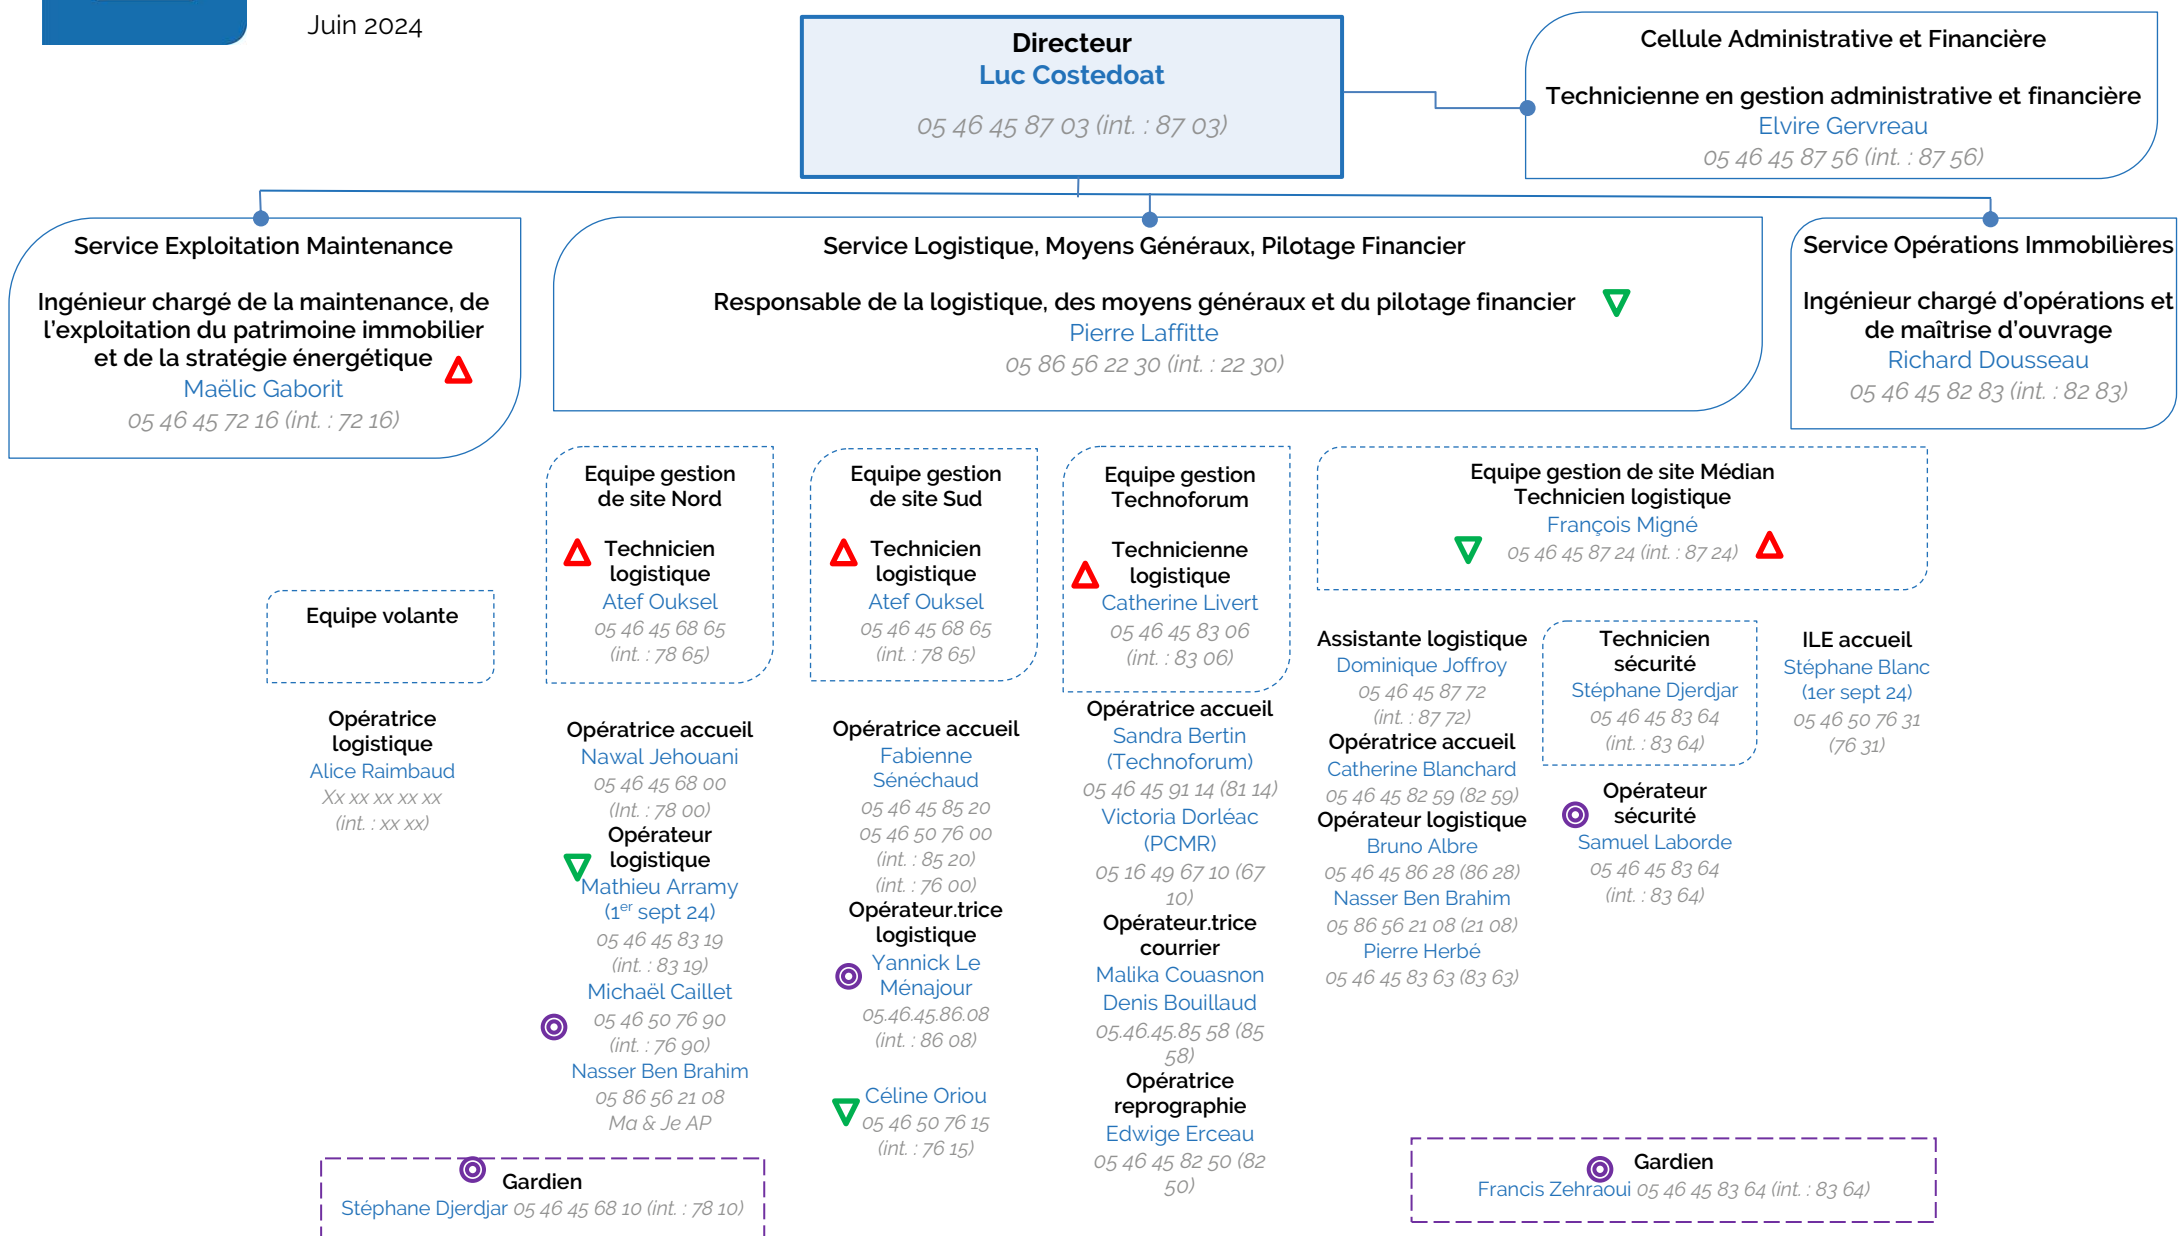 Juin 2024
Directeur
Luc Costedoat
05 46 45 87 03 (int. : 87 03)
Cellule Administrative et Financière
Technicienne en gestion administrative et financière
Elvire Gervreau
05 46 45 87 56 (int. : 87 56)
Service Exploitation Maintenance
Ingénieur chargé de la maintenance, de
l’exploitation du patrimoine immobilier
et de la stratégie énergétique
Maëlic Gaborit
05 46 45 72 16 (int. : 72 16)
Service Logistique, Moyens Généraux, Pilotage Financier
Responsable de la logistique, des moyens généraux et du pilotage financier
Pierre Laffitte
05 86 56 22 30 (int. : 22 30)
Service Opérations Immobilières
Ingénieur chargé d’opérations et
de maîtrise d’ouvrage
Richard Dousseau
05 46 45 82 83 (int. : 82 83)
Equipe volante
Opératrice
logistique
Alice Raimbaud
Xx xx xx xx xx
(int. : xx xx)
Equipe gestion
de site Nord
Technicien
logistique
Atef Ouksel
05 46 45 68 65
(int. : 78 65)
Opératrice accueil
Nawal Jehouani
05 46 45 68 00
(Int. : 78 00)
Opérateur
logistique
Mathieu Arramy
(1er sept 24)
05 46 45 83 19
(int. : 83 19)
Michaël Caillet
05 46 50 76 90
(int. : 76 90)
Nasser Ben Brahim
05 86 56 21 08
Ma & Je AP
Equipe gestion
de site Sud
Technicien
logistique
Atef Ouksel
05 46 45 68 65
(int. : 78 65)
Opératrice accueil
Fabienne
Sénéchaud
05 46 45 85 20
05 46 50 76 00
(int. : 85 20)
(int. : 76 00)
Opérateur.trice
logistique
Yannick Le
Ménajour
05.46.45.86.08
(int. : 86 08)
Céline Oriou
05 46 50 76 15
(int. : 76 15)
Equipe gestion
Technoforum
Technicienne
logistique
Catherine Livert
05 46 45 83 06
(int. : 83 06)
Opératrice accueil
Sandra Bertin
(Technoforum)
05 46 45 91 14 (81 14)
Victoria Dorléac
(PCMR)
05 16 49 67 10 (67
10)
Opérateur.trice
courrier
Malika Couasnon
Denis Bouillaud
05.46.45.85 58 (85
58)
Opératrice
reprographie
Edwige Erceau
05 46 45 82 50 (82
50)
Equipe gestion de site Médian
Technicien logistique
François Migné
05 46 45 87 24 (int. : 87 24)
Assistante logistique
Dominique Joffroy
05 46 45 87 72
(int. : 87 72)
Opératrice accueil
Catherine Blanchard
05 46 45 82 59 (82 59)
Opérateur logistique
Bruno Albre
05 46 45 86 28 (86 28)
Nasser Ben Brahim
05 86 56 21 08 (21 08)
Pierre Herbé
05 46 45 83 63 (83 63)
Technicien
sécurité
Stéphane Djerdjar
05 46 45 83 64
(int. : 83 64)
Opérateur
sécurité
Samuel Laborde
05 46 45 83 64
(int. : 83 64)
ILE accueil
Stéphane Blanc
(1er sept 24)
05 46 50 76 31
(76 31)
Gardien
Stéphane Djerdjar 05 46 45 68 10 (int. : 78 10)
Gardien
Francis Zehraoui 05 46 45 83 64 (int. : 83 64)